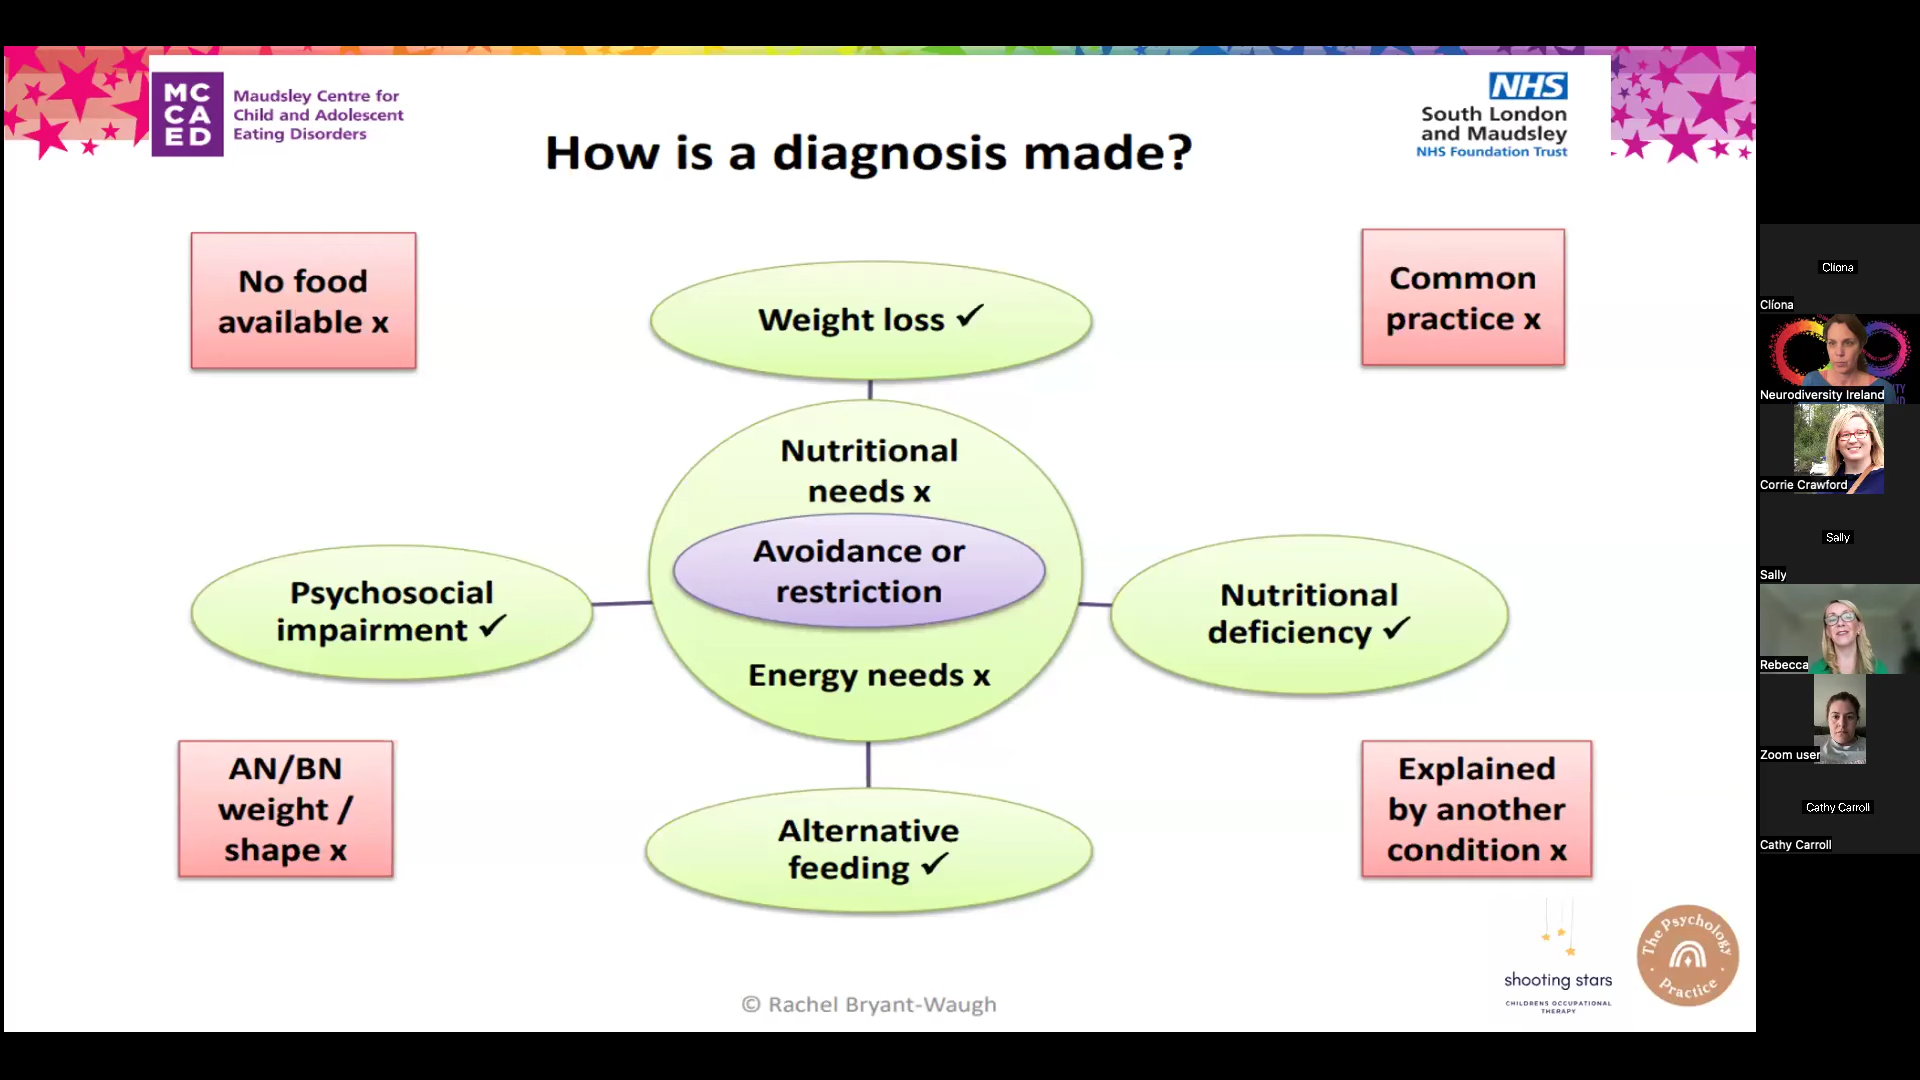 MC
CA
ED
Maudsley Centre for
Child and Adolescent
Eating Disorders
How is a diagnosis made?
NHS
South London
and Maudsley
NHS Foundation Trust
No food
available x
Weight loss ✓
Common
practice x
Nutritional
needs x
Avoidance or
restriction
Energy needs x
Psychosocial
impairment ✓
Nutritional
deficiency ✓
AN/BN
weight /
shape x
Alternative
feeding ✓
Explained
by another
condition x
© Rachel Bryant-Waugh
shooting stars
CHILDRENS OCCUPATIONAL
THERAPY
The Psychology
Practice
Clíona
Clíona
Neurodiversity Ireland
Corrie Crawford
Sally
Sally
Rebecca
Zoom user
Cathy Carroll
Cathy Carroll